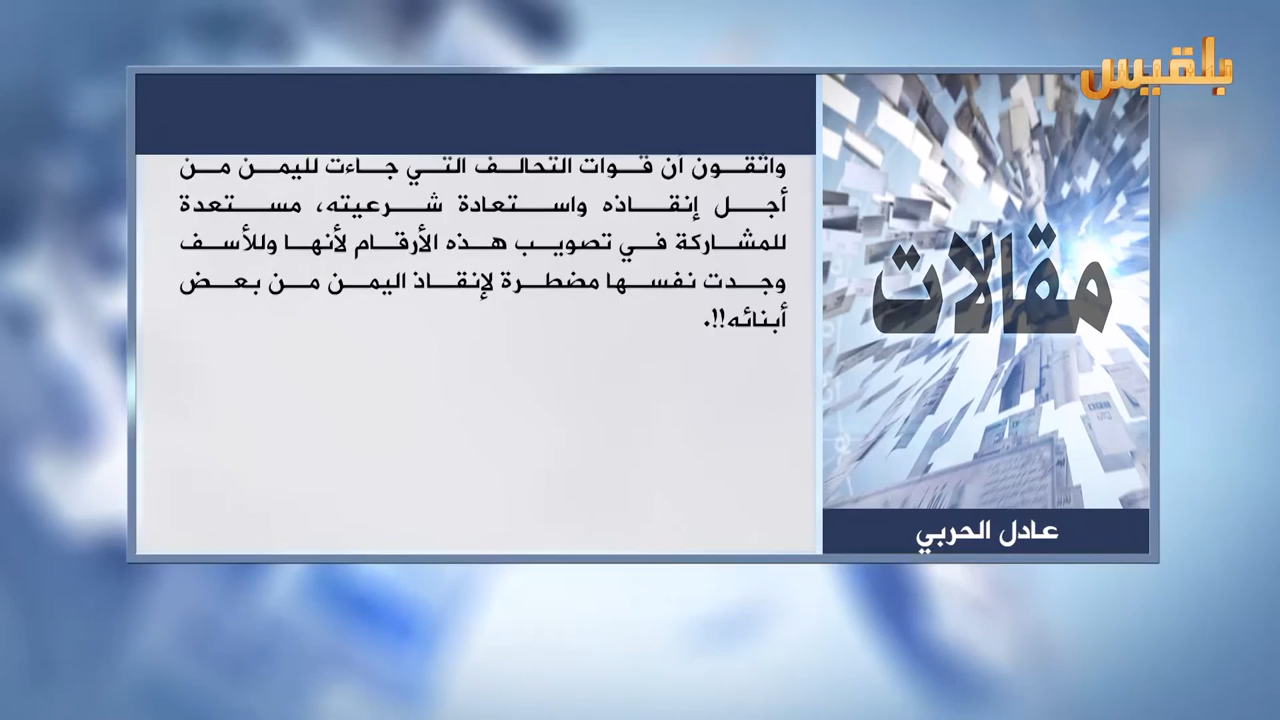 بلقيس
واثقون أن قوات التحالف التي جاءت لليمن من
أجل إنقاذه واستعادة شرعيته، مستعدة
للمشاركة في تصويب هذه الأرقام لأنها وللأسف
وجدت نفسها مضطرة لإنقاذ اليمن من بعض
أبنائه!!.
مقالات
عادل الحربي